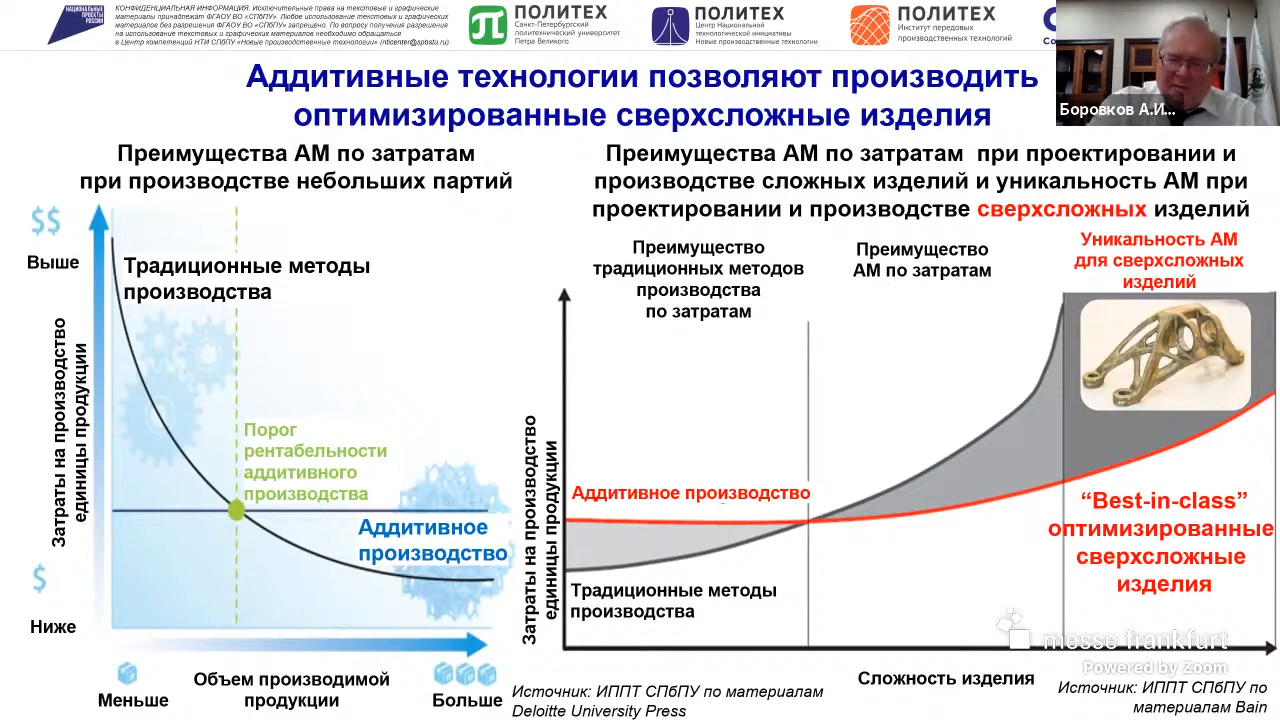 НАЦИОНАЛЬНЫЕ
ПРОЕКТЫ
РОССИИ
КОНФИДЕНЦИАЛЬНАЯ ИНФОРМАЦИЯ: Исключительные права на текстовые и графические
материалы принадлежат ФГАОУ ВО «СПбПУ». Любое использование текстовых и графических
материалов без разрешения ФГАОУ ВО «СПбПУ» запрещено. По вопросу получения разрешения
на использование текстовых и графических материалов необходимо обращаться
в Центр компетенций НТИ СПбПУ «Новые производственные технологии» (nticenter@spbstu.ru).
ПОЛИТЕХ
Санкт-Петербургский
политехнический университет
Петра Великого
ПОЛИТЕХ
Центр Национальной
технологической инициативы
Новые производственные технологии
ПОЛИТЕХ
Институт передовых
производственных технологий
Боровков А.И...
Аддитивные технологии позволяют производить
оптимизированные сверхсложные изделия
Преимущества АМ по затратам
при производстве небольших партий
$$
Выше
Традиционные методы
производства
Затраты на производство
единицы продукции
Порог
рентабельности
аддитивного
производства
Аддитивное
производство
$
Ниже
Меньше
Объем производимой
продукции
Больше
Преимущества АМ по затратам при проектировании и
производстве сложных изделий и уникальность АМ при
проектировании и производстве сверхсложных изделий
Преимущество
традиционных методов
производства
по затратам
Преимущество
АМ по затратам
Уникальность АМ
для сверхсложных
изделий
Затраты на производство
единицы продукции
Аддитивное производство
Традиционные методы
производства
“Best-in-class”
оптимизированные
сверхсложные
изделия
messe frankfurt
Powered by Zoom
Сложность изделия
Источник: ИППТ СПбПУ по материалам
Deloitte University Press
Источник: ИППТ СПбПУ по
материалам Bain